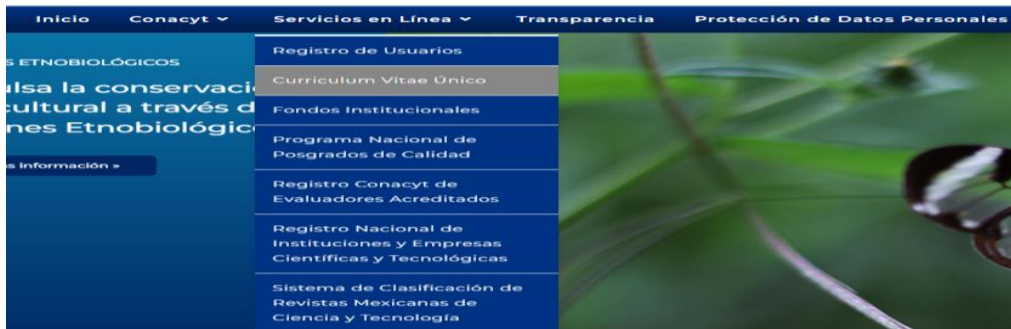 Inicio Conacyt Servicios en Línea Transparencia Protección de Datos Personales
S ETNOBIOLÓGICOS
ulsa la conservaci
cultural a través d
nes Etnobiológic
s información »
Registro de Usuarios
Curriculum Vitae Único
Fondos Institucionales
Programa Nacional de
Posgrados de Calidad
Registro Conacyt de
Evaluadores Acreditados
Registro Nacional de
Instituciones y Empresas
Científicas y Tecnológicas
Sistema de Clasificación de
Revistas Mexicanas de
Ciencia y Tecnología